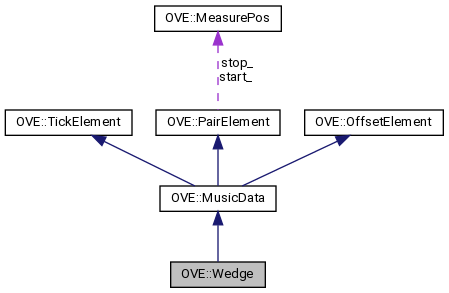 OVE::MeasurePos
stop_
start_
OVE::TickElement
OVE::PairElement
OVE::OffsetElement
OVE::MusicData
OVE::Wedge